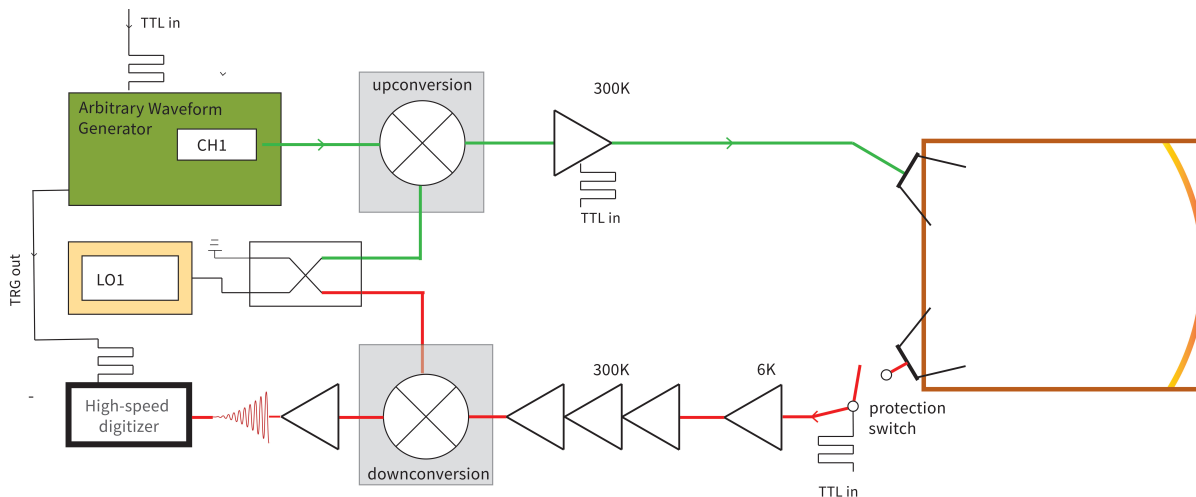 TTL in
Arbitrary Waveform
Generator
CH1
upconversion
300K
TTL in
TRG out
LO1
High-speed
digitizer
downconversion
300K
6K
protection
switch
TTL in